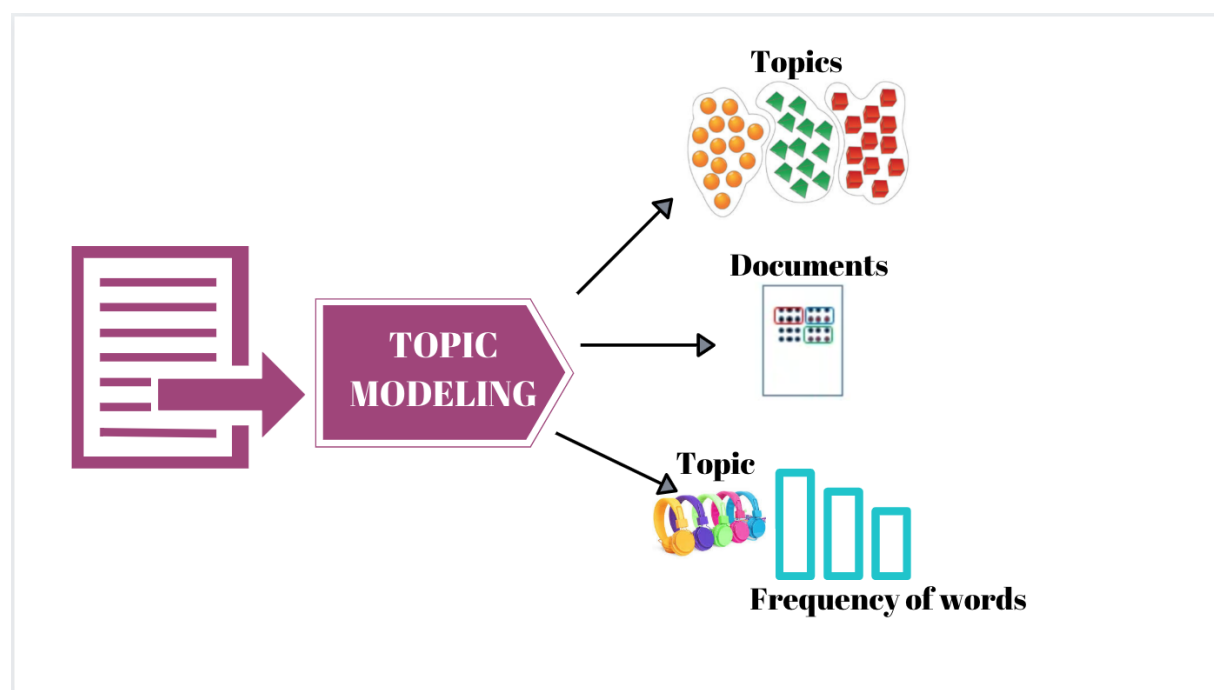 Topics
Documents
TOPIC
MODELING
Topic
Frequency of words